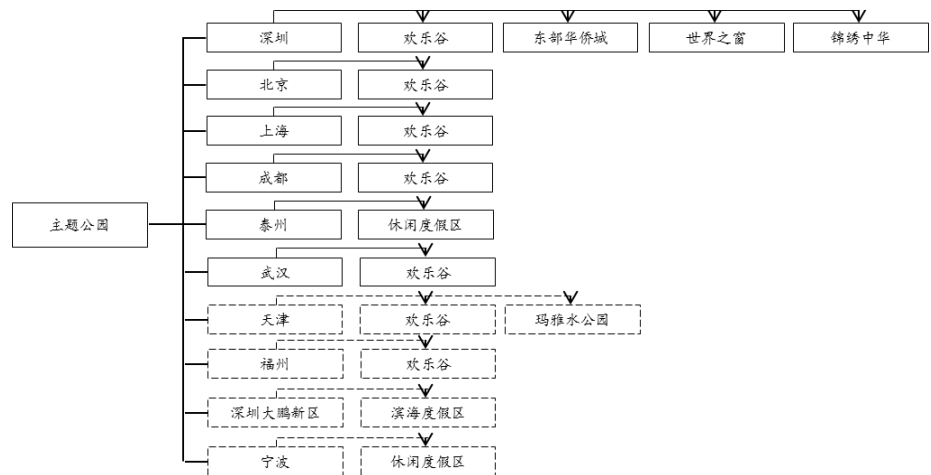 深圳
欢乐谷
东部华侨城
世界之窗
锦绣中华
北京
欢乐谷
上海
欢乐谷
成都
欢乐谷
主题公园
泰州
休闲度假区
武汉
欢乐谷
天津
欢乐谷
玛雅水公园
福州
欢乐谷
深圳大鹏新区
滨海度假区
宁波
休闲度假区